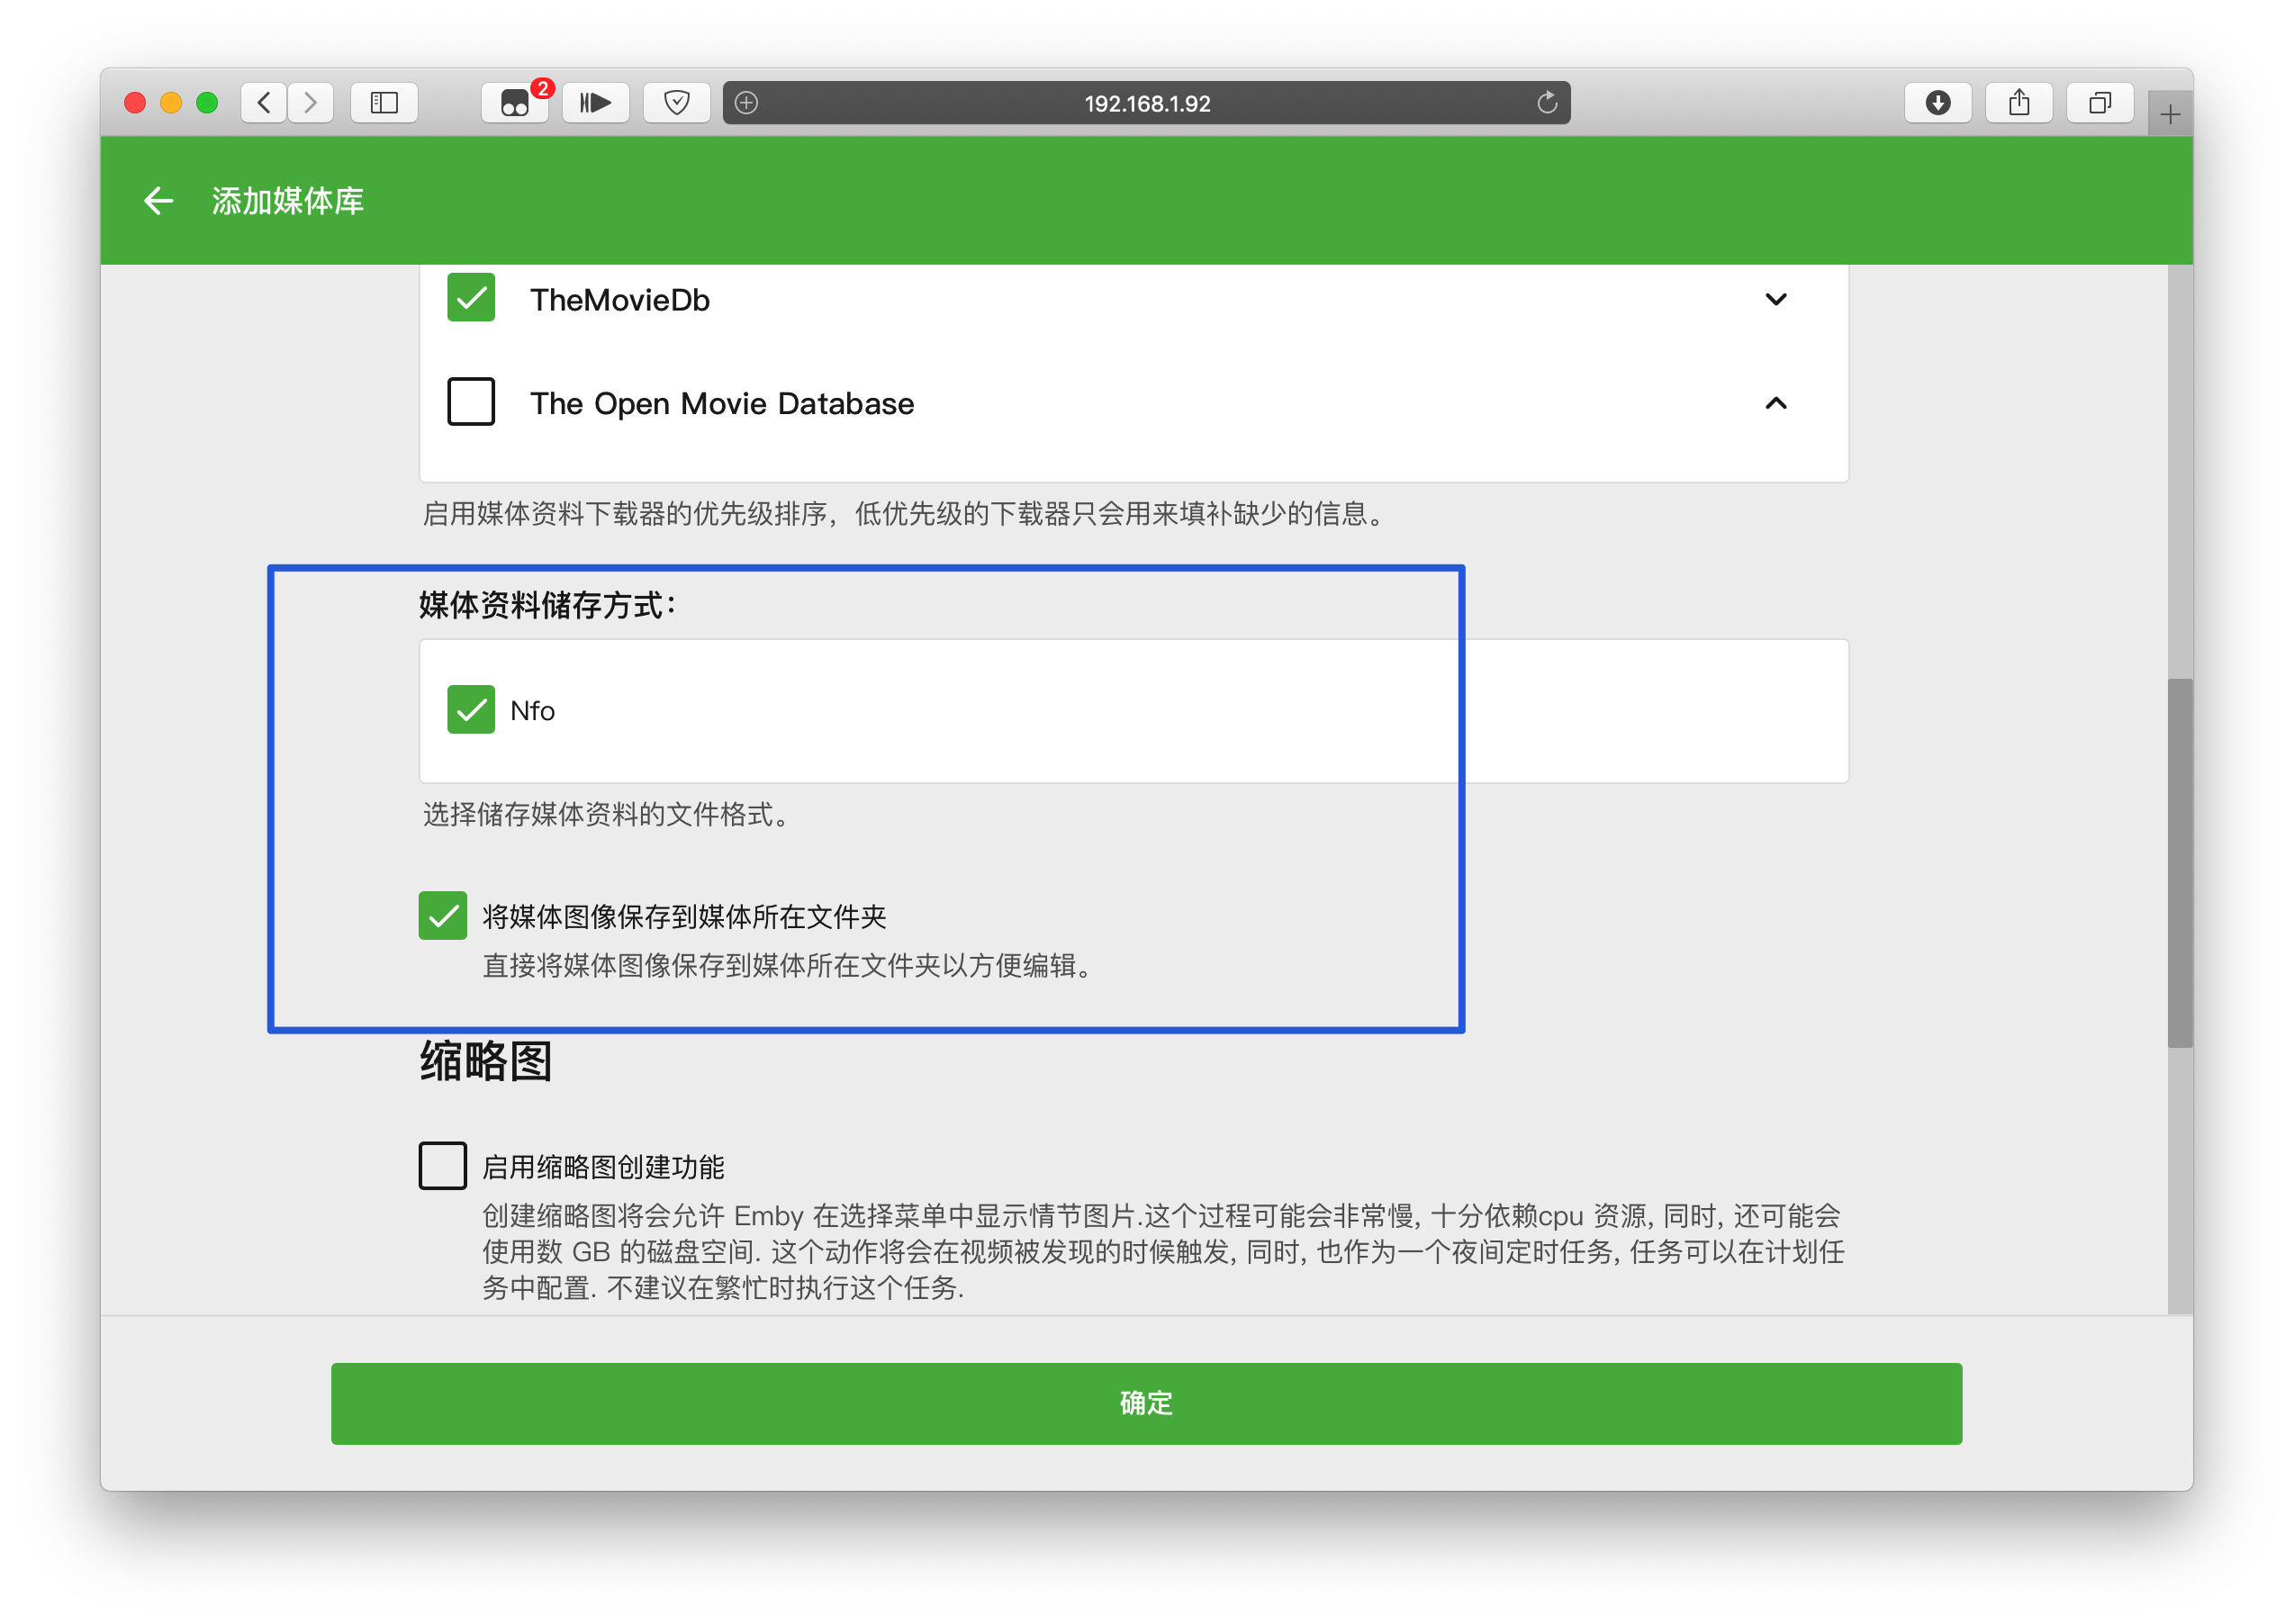 2
192.168.1.92
添加媒体库
TheMovieDb
The Open Movie Database
启用媒体资料下载器的优先级排序，低优先级的下载器只会用来填补缺少的信息。
媒体资料储存方式：
Nfo
选择储存媒体资料的文件格式。
将媒体图像保存到媒体所在文件夹
直接将媒体图像保存到媒体所在文件夹以方便编辑。
缩略图
启用缩略图创建功能
创建缩略图将会允许 Emby 在选择菜单中显示情节图片.这个过程可能会非常慢, 十分依赖cpu 资源, 同时, 还可能会
使用数 GB 的磁盘空间. 这个动作将会在视频被发现的时候触发, 同时, 也作为一个夜间定时任务, 任务可以在计划任
务中配置. 不建议在繁忙时执行这个任务.
确定